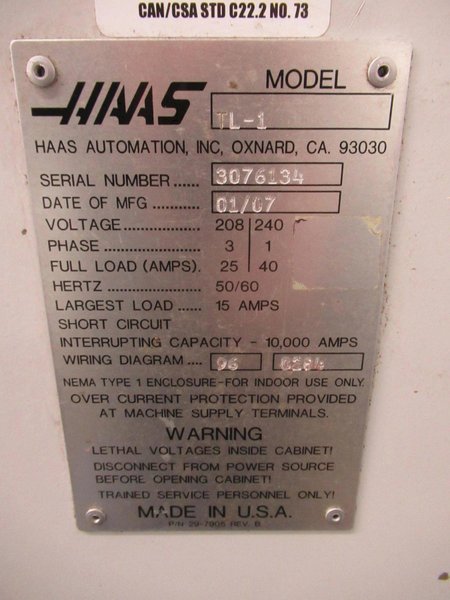 CAN/CSA STD C22.2 NO. 73
HAAS MODEL
TL-1
HAAS AUTOMATION, INC, OXNARD, CA. 93030
SERIAL NUMBER ...... 3076134
DATE OF MFG ........... 01/07
VOLTAGE ..................... 208 | 240
PHASE ......................... 3 | 1
FULL LOAD (AMPS). 25 | 40
HERTZ ......................... 50/60
LARGEST LOAD ....... 15 AMPS
SHORT CIRCUIT
INTERRUPTING CAPACITY - 10,000 AMPS
WIRING DIAGRAM .... 96
NEMA TYPE 1 ENCLOSURE-FOR INDOOR USE ONLY.
OVER CURRENT PROTECTION PROVIDED
AT MACHINE SUPPLY TERMINALS.
WARNING
LETHAL VOLTAGES INSIDE CABINET!
DISCONNECT FROM POWER SOURCE
BEFORE OPENING CABINET!
TRAINED SERVICE PERSONNEL ONLY!
MADE IN U.S.A.
P/N 29-7905 REV. B